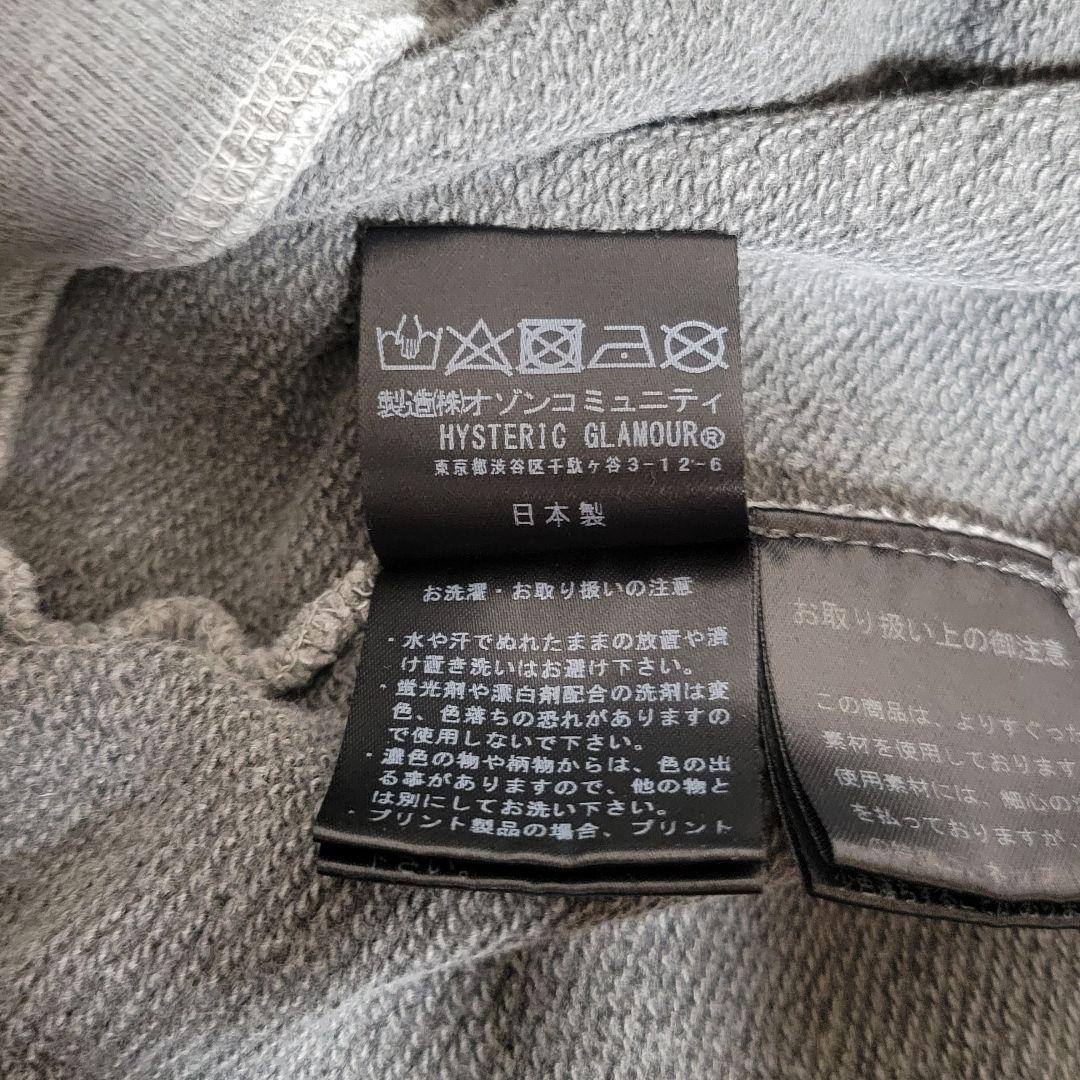 製造(株)オゾンコミュニティ
HYSTERIC GLAMOUR®
東京都渋谷区千駄ヶ谷3-12-6
日本製
お洗濯・お取り扱いの注意
・水や汗でぬれたままの放置や漬
け置き洗いはお避け下さい。
・蛍光剤や漂白剤配合の洗剤は変
色、色落ちの恐れがありますの
で使用しないで下さい。
・濃色の物や柄物からは、色の出
る事がありますので、他の物と
は別にしてお洗い下さい。
・プリント製品の場合、プリント
お取り扱い上の御注意
この商品は、よりすぐった
素材を使用しております
使用素材には、細心の注
を払っておりますが、